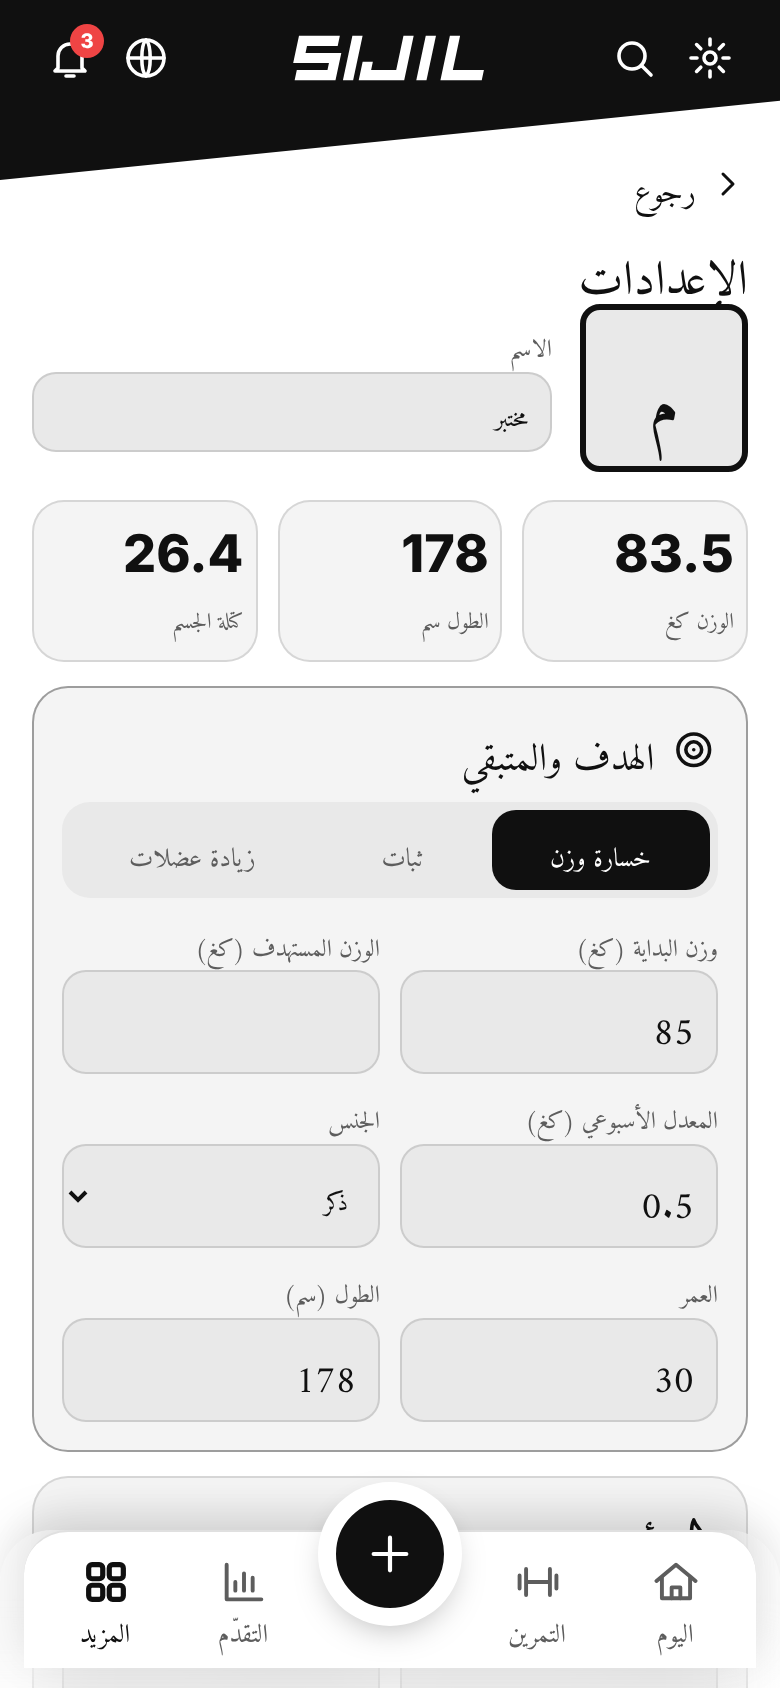 SIJIL
3
رجوع
الإعدادات
م
الاسم
مختبر
83.5
الوزن كغ
178
الطول سم
26.4
كتلة الجسم
الهدف والمتبقي
خسارة وزن
ثبات
زيادة عضلات
وزن البداية (كغ)
الوزن المستهدف (كغ)
85
المعدل الأسبوعي (كغ)
الجنس
0.5
ذكر
العمر
الطول (سم)
30
178
اليوم
التمرين
التقدّم
المزيد